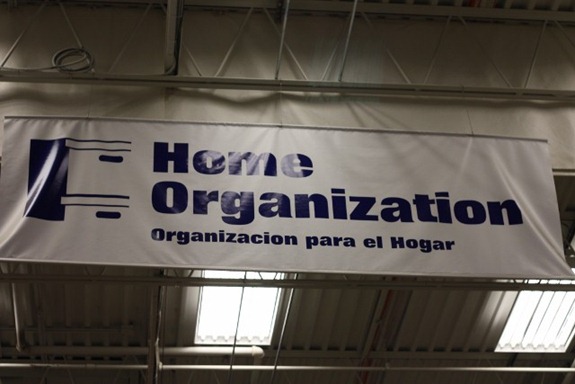 Home
Organization
Organizacion para el Hogar